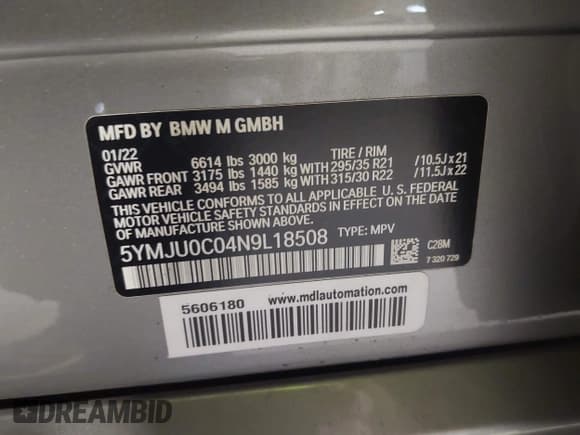 MFD BY BMW M GMBH
01/22 TIRE / RIM
GVWR 6614 lbs 3000 kg
GAWR FRONT 3175 lbs 1440 kg WITH 295/35 R21 /10.5J x 21
GAWR REAR 3494 lbs 1585 kg WITH 315/30 R22 /11.5J x 22
THIS VEHICLE CONFORMS TO ALL APPLICABLE U. S. FEDERAL
MOTOR VEHICLE SAFETY STANDARDS IN EFFECT ON THE DATE
OF MANUFACTURE SHOWN ABOVE.
5YMJU0C04N9L18508 TYPE: MPV
C28M
7 320 729
5606180 www.mdlautomation.com
DREAMBID